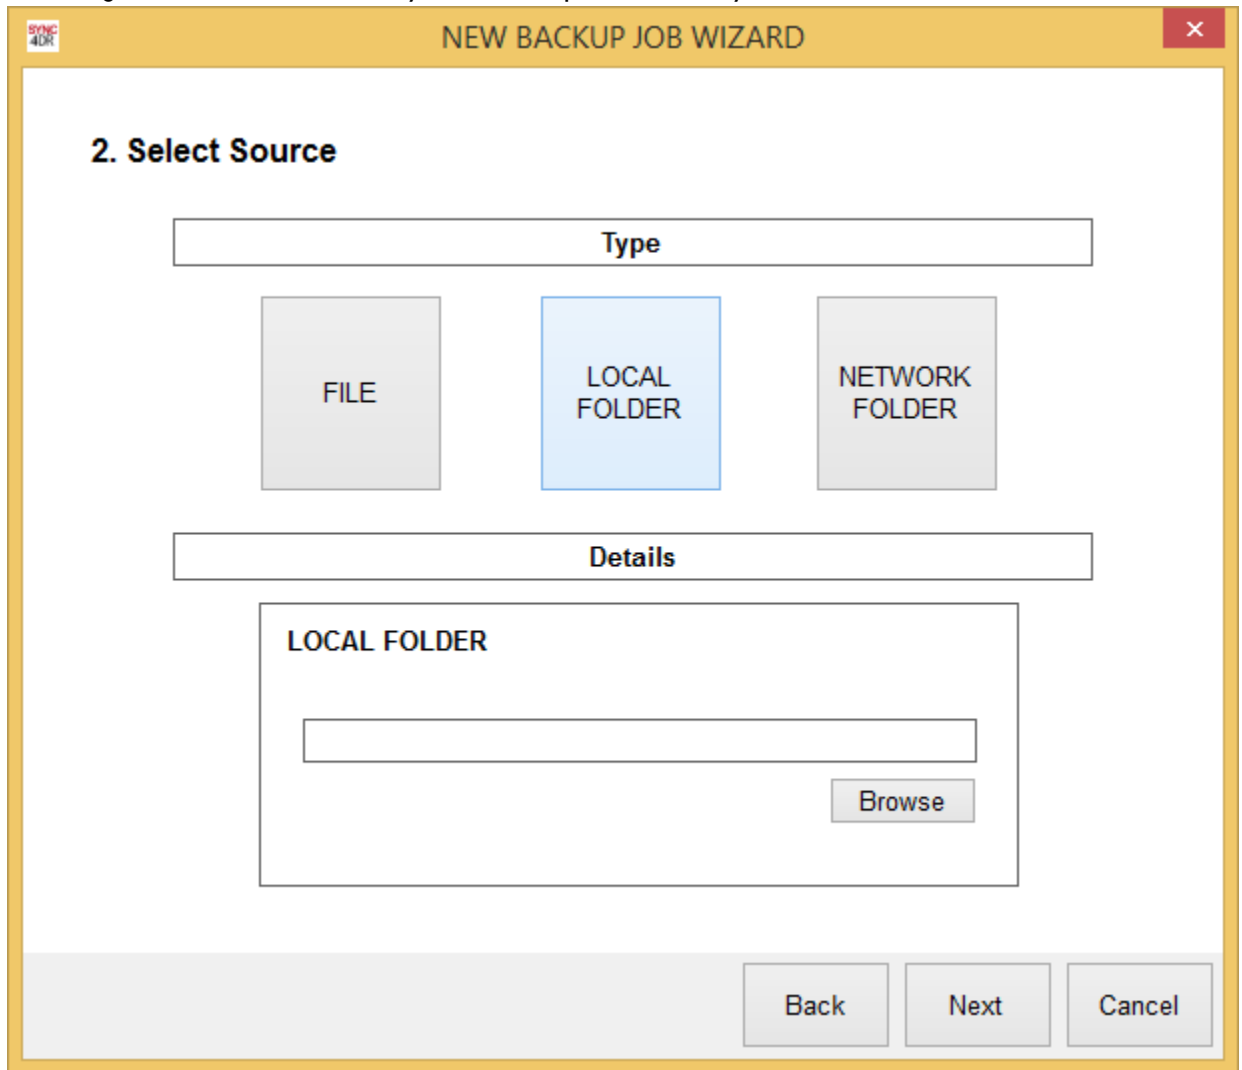 SYNC
4DR
NEW BACKUP JOB WIZARD
2. Select Source
Type
FILE
LOCAL
FOLDER
NETWORK
FOLDER
Details
LOCAL FOLDER
Browse
Back
Next
Cancel